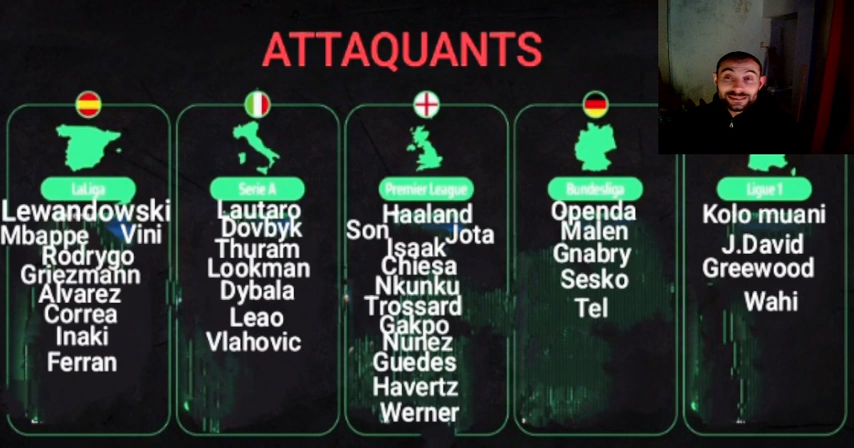 ATTAQUANTS
LaLiga
Lewandowski
Mbappe Vini
Rodrygo
Griezmann
Alvarez
Correa
Inaki
Ferran
Serie A
Lautaro
Dovbyk
Thuram
Lookman
Dybala
Leao
Vlahovic
Premier League
Haaland
Son Jota
Isaak
Chiesa
Nkunku
Trossard
Gakpo
Nunez
Guedes
Havertz
Werner
Bundesliga
Openda
Malen
Gnabry
Sesko
Tel
Ligue 1
Kolo muani
J.David
Greewood
Wahi